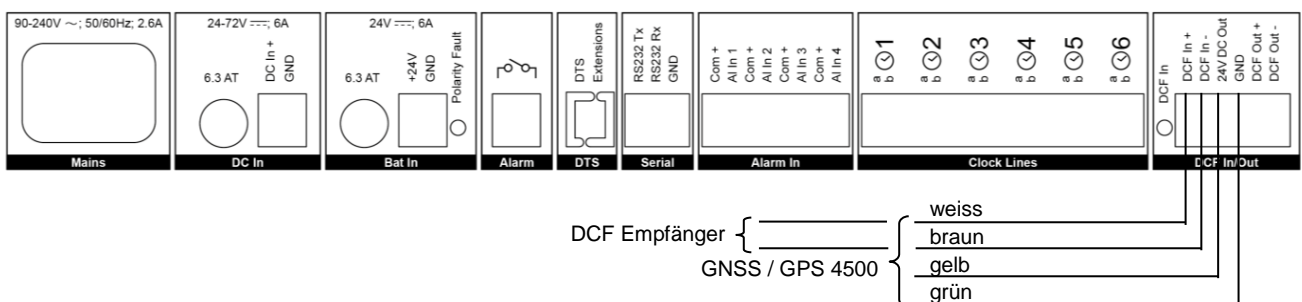 90-240V ~; 50/60Hz; 2.6A
24-72V ⎓; 6A
24V ⎓; 6A
6.3 AT
DC In +
GND
6.3 AT
+24V
GND
Polarity Fault
DTS
Extensions
RS232 Tx
RS232 Rx
GND
Com +
Al In 1
Com +
Al In 2
Com +
Al In 3
Com +
Al In 4
a b 1
a b 2
a b 3
a b 4
a b 5
a b 6
DCF In
DCF In +
DCF In -
24V DC Out
GND
DCF Out +
DCF Out -
Mains
DC In
Bat In
Alarm
DTS
Serial
Alarm In
Clock Lines
DCF In/Out
weiss
DCF Empfänger
braun
GNSS / GPS 4500
gelb
grün